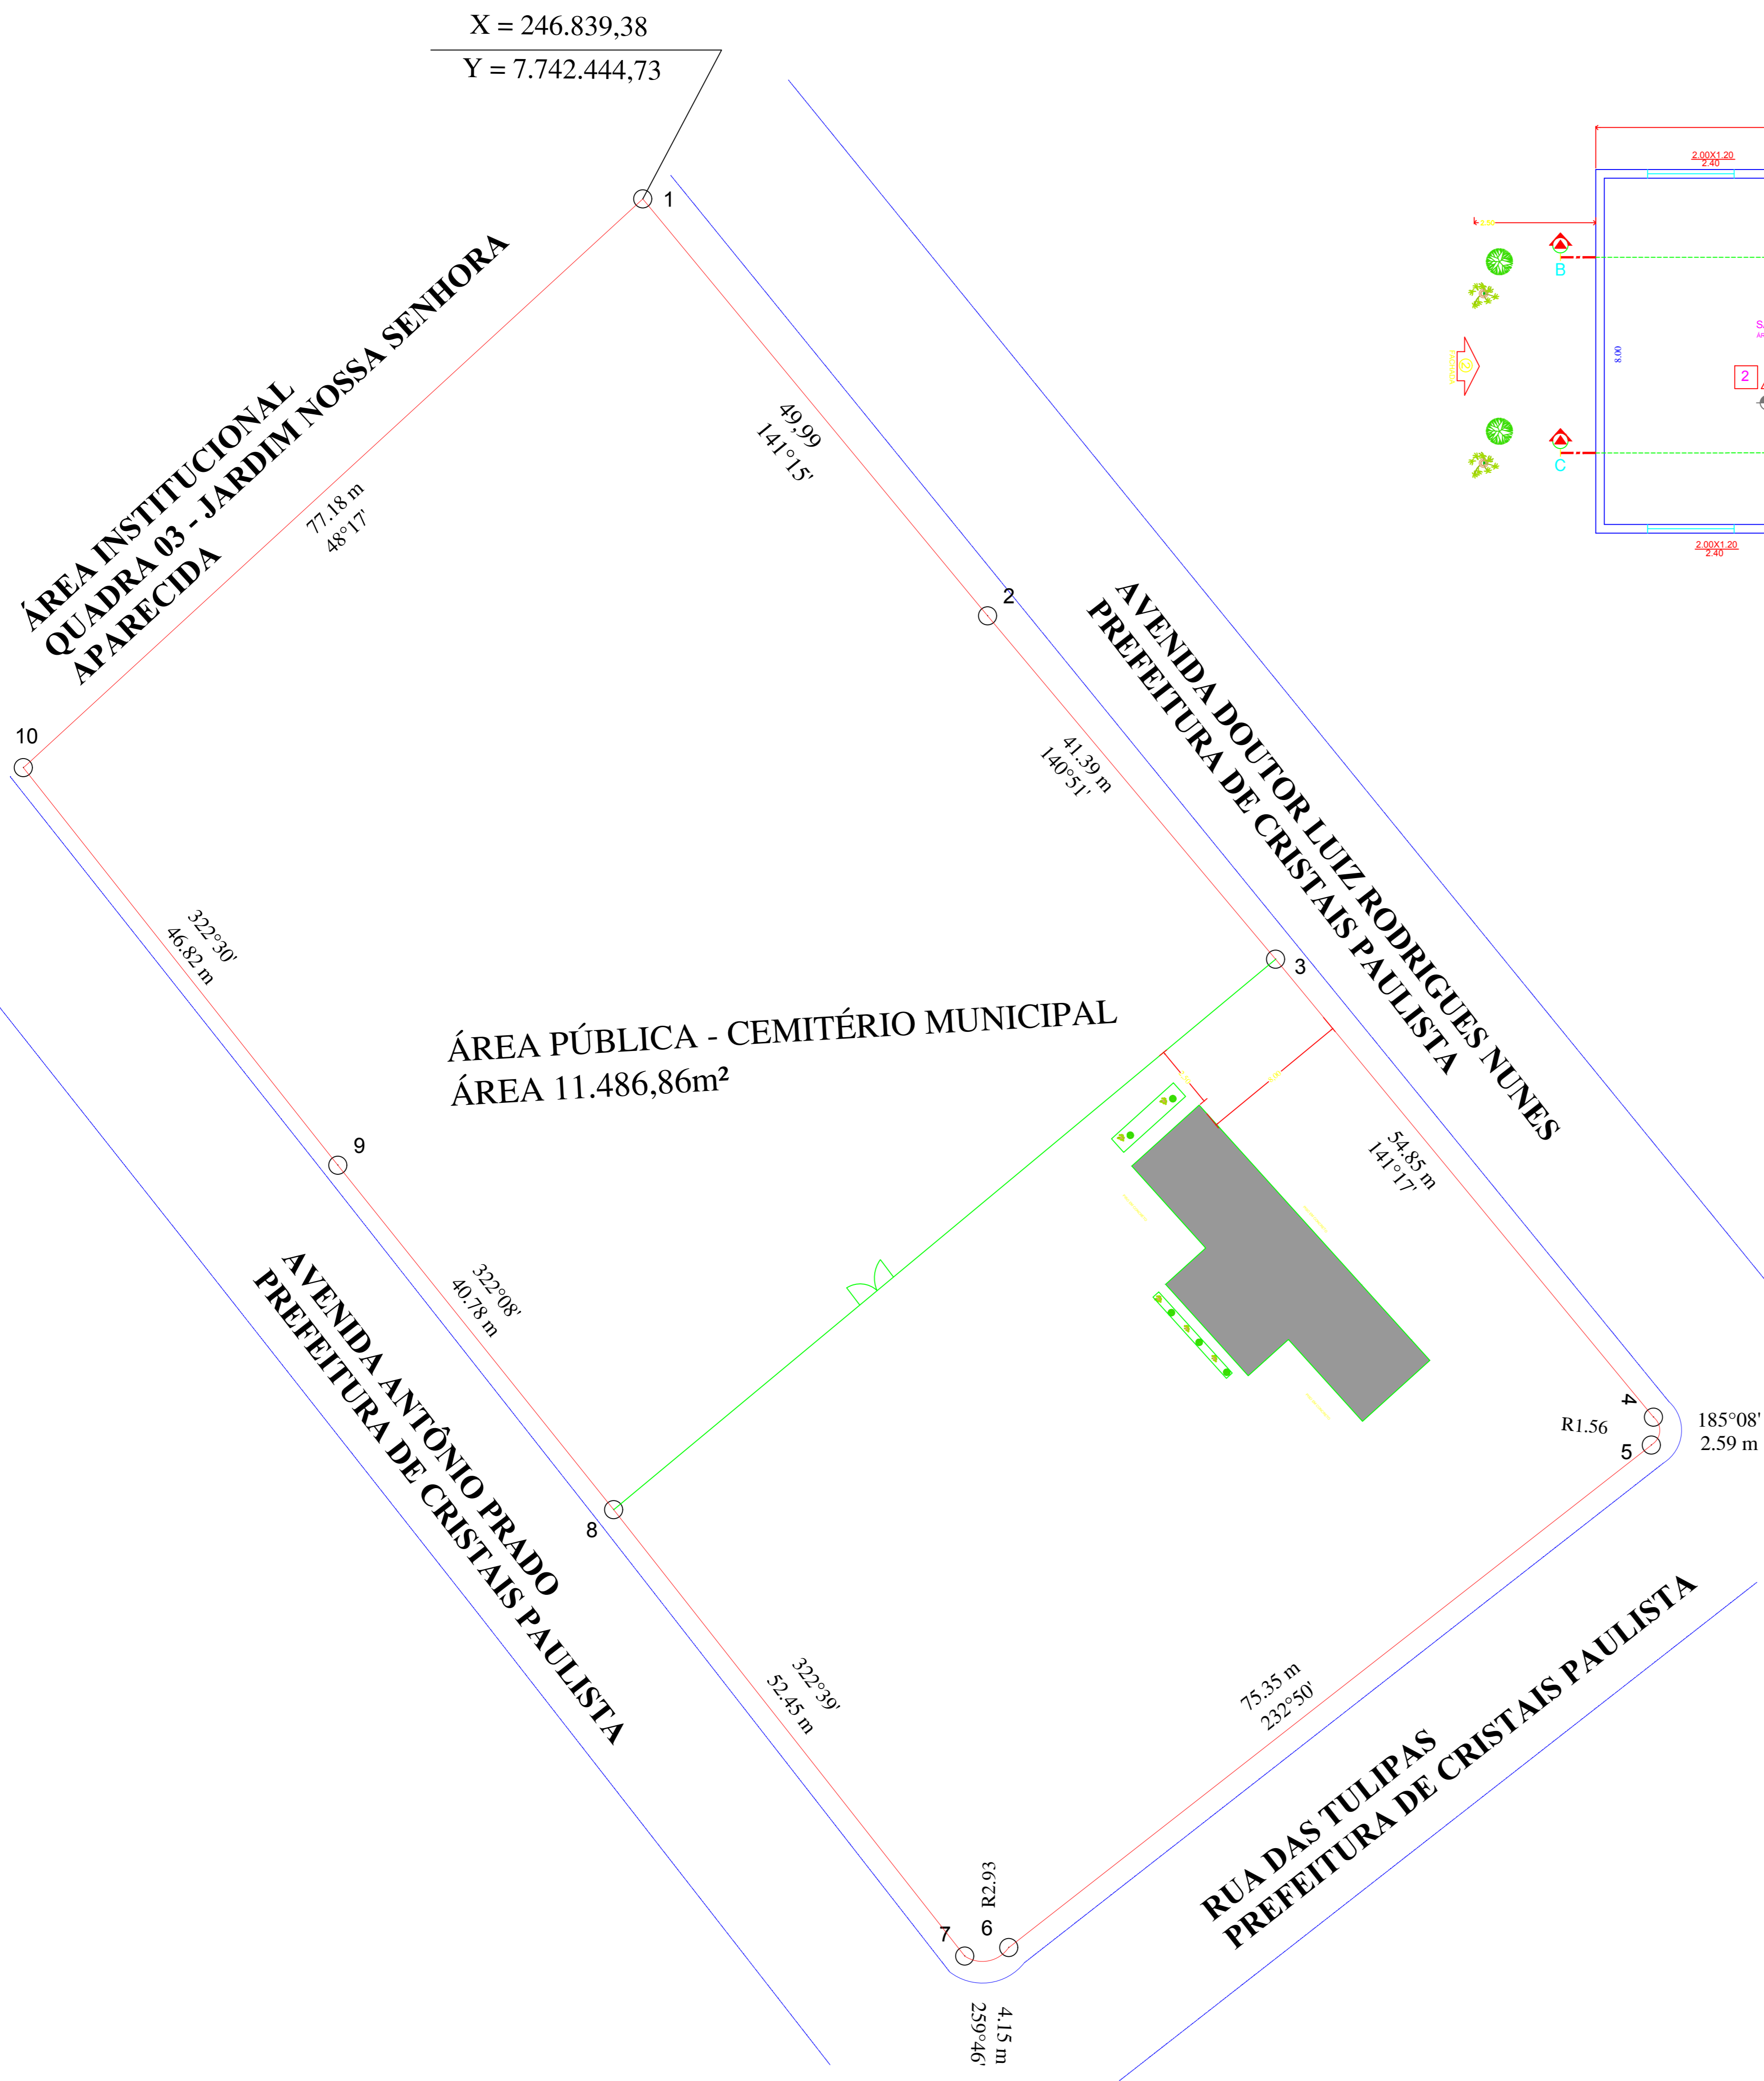 X = 246.839,38
Y = 7.742.444,73
1
2.00X1.20
2.40
B
8.00
2
C
2.00X1.20
2.40
ÁREA INSTITUCIONAL
QUADRA 03 - JARDIM NOSSA SENHORA
APARECIDA
77.18 m
48°17'
49,99
141°15'
2
10
41.39 m
140°51'
AVENIDA DOUTOR LUIZ RODRIGUES NUNES
PREFEITURA DE CRISTAIS PAULISTA
3
322°30'
46.82 m
ÁREA PÚBLICA - CEMITÉRIO MUNICIPAL
ÁREA 11.486,86m²
54.85 m
141°17'
9
322°08'
40.78 m
AVENIDA ANTÔNIO PRADO
PREFEITURA DE CRISTAIS PAULISTA
4
R1.56
185°08'
2.59 m
5
8
322°39'
52.45 m
75.35 m
232°50'
RUA DAS TULIPAS
PREFEITURA DE CRISTAIS PAULISTA
R2.93
6
7
4.15 m
259°46'